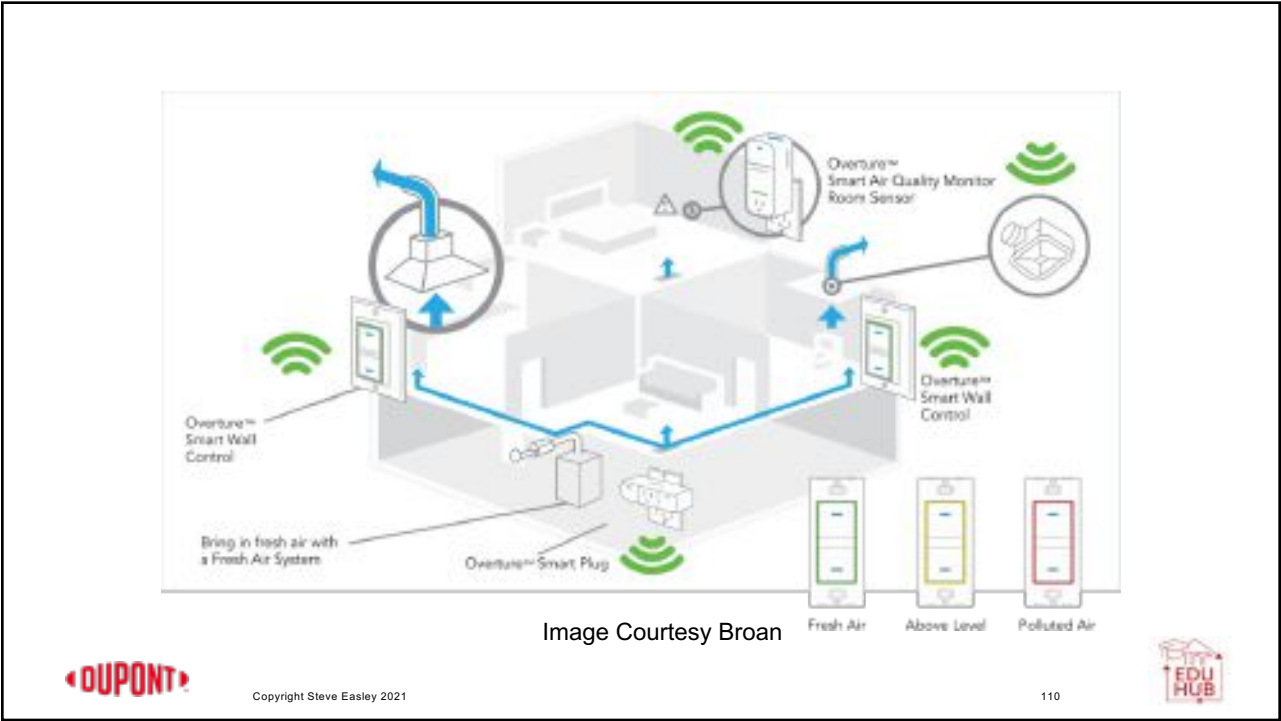 Overture™
Smart Air Quality Monitor
Room Sensor
Overture™
Smart Wall
Control
Overture™
Smart Wall
Control
Bring in fresh air with
a Fresh Air System
Overture™ Smart Plug
Fresh Air
Above Level
Polluted Air
Image Courtesy Broan
DUPONT
Copyright Steve Easley 2021
110
EDU
HUB